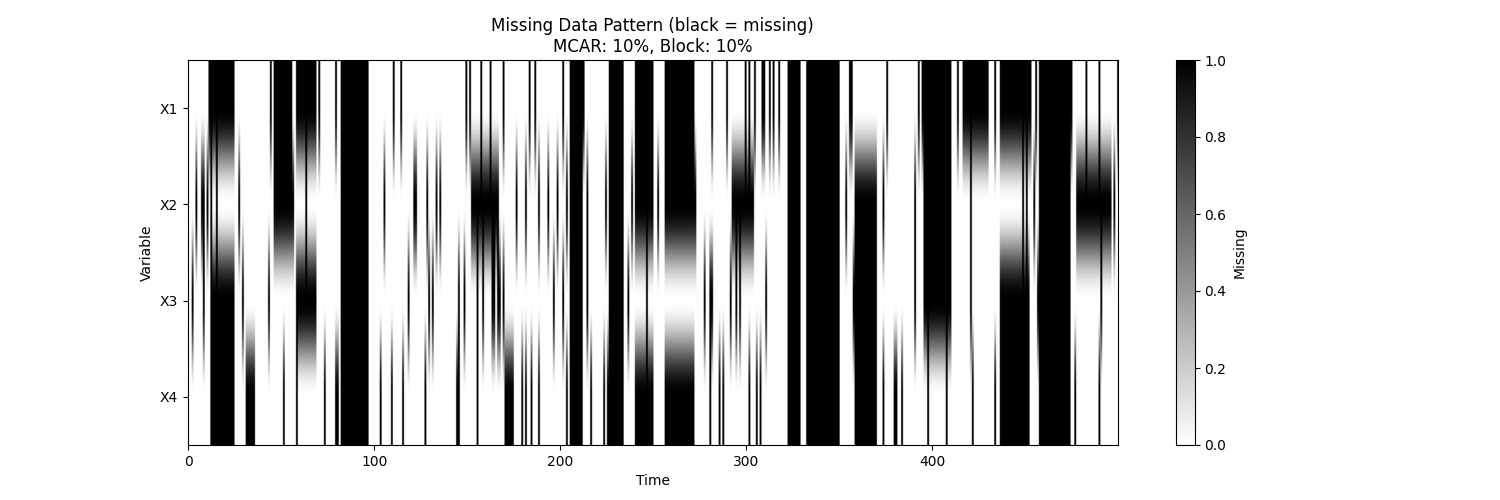 Missing Data Pattern (black = missing)
MCAR: 10%, Block: 10%
X1
X2
X3
X4
Variable
0
100
200
300
400
Time
1.0
0.8
0.6
0.4
0.2
0.0
Missing